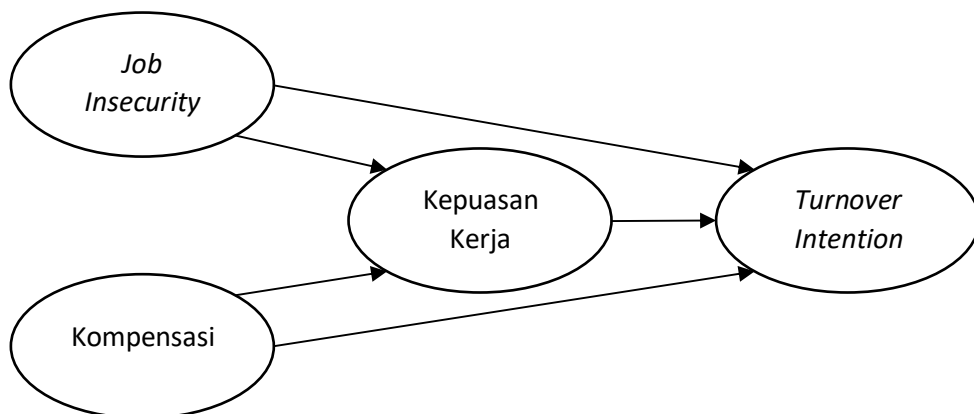 Job
Insecurity
Kepuasan
Kerja
Turnover
Intention
Kompensasi